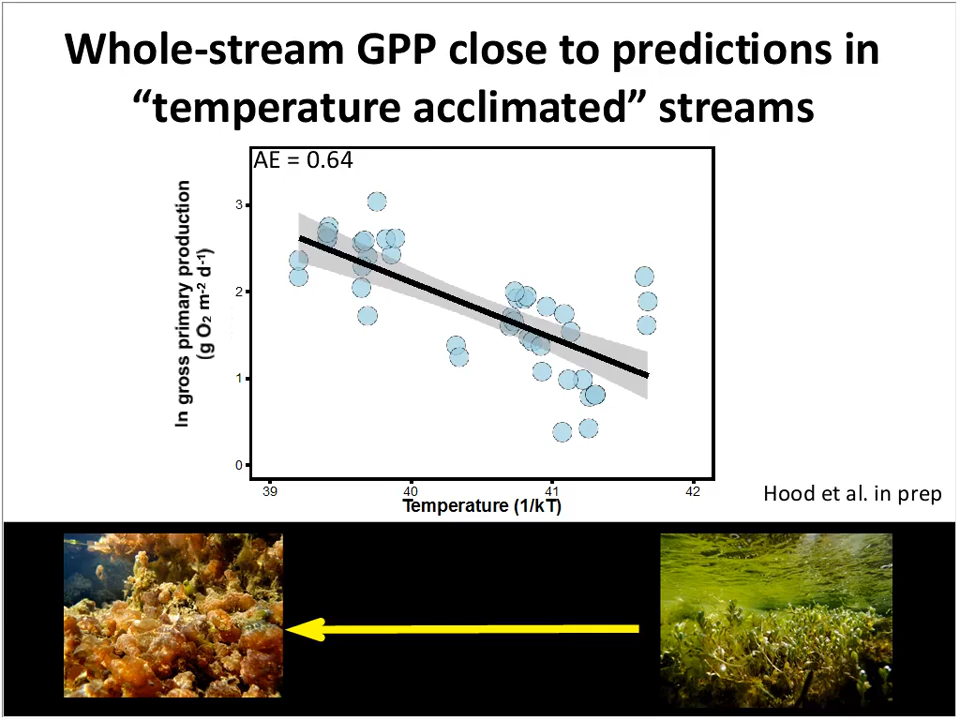 Whole-stream GPP close to predictions in
“temperature acclimated” streams
AE = 0.64
ln gross primary production
(g O₂ m⁻² d⁻¹)
3
2
1
0
39
40
41
42
Temperature (1/kT)
Hood et al. in prep